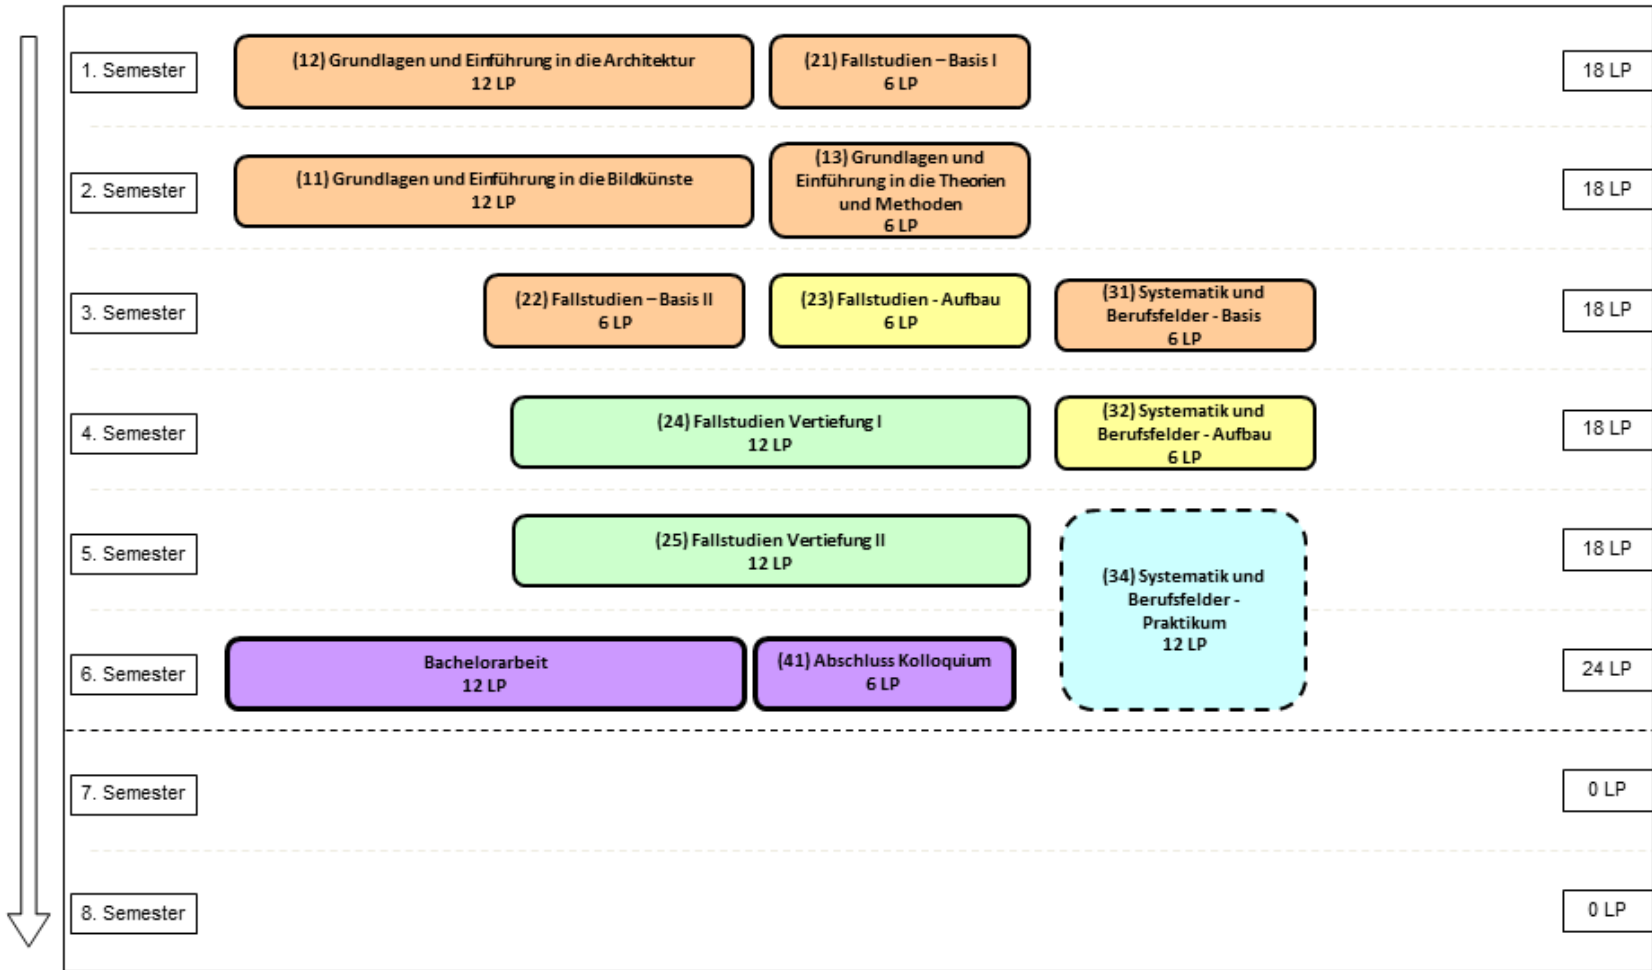 1. Semester
(12) Grundlagen und Einführung in die Architektur
12 LP
(21) Fallstudien – Basis I
6 LP
18 LP
2. Semester
(11) Grundlagen und Einführung in die Bildkünste
12 LP
(13) Grundlagen und
Einführung in die Theorien
und Methoden
6 LP
18 LP
3. Semester
(22) Fallstudien – Basis II
6 LP
(23) Fallstudien - Aufbau
6 LP
(31) Systematik und
Berufsfelder - Basis
6 LP
18 LP
4. Semester
(24) Fallstudien Vertiefung I
12 LP
(32) Systematik und
Berufsfelder - Aufbau
6 LP
18 LP
5. Semester
(25) Fallstudien Vertiefung II
12 LP
(34) Systematik und
Berufsfelder -
Praktikum
12 LP
18 LP
6. Semester
Bachelorarbeit
12 LP
(41) Abschluss Kolloquium
6 LP
24 LP
7. Semester
0 LP
8. Semester
0 LP